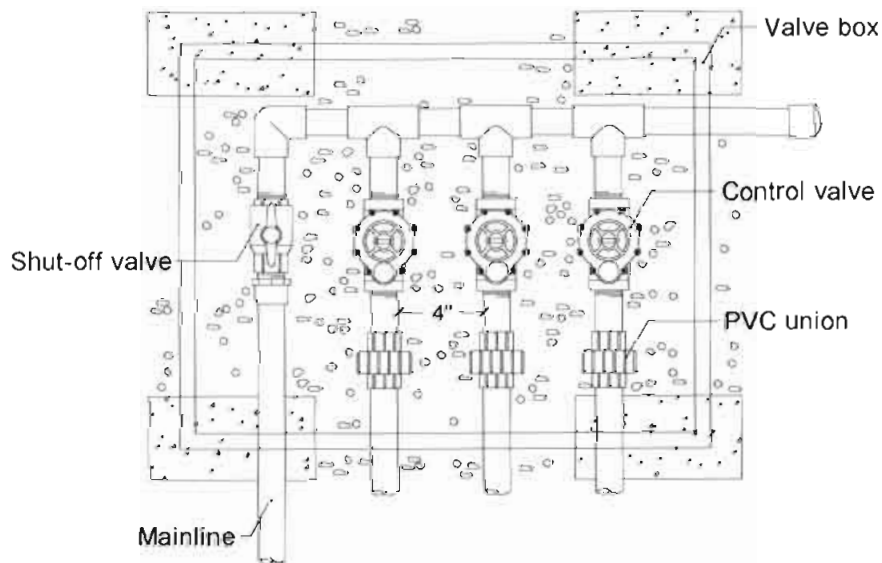 Valve box
Control valve
Shut-off valve
4"
PVC union
Mainline